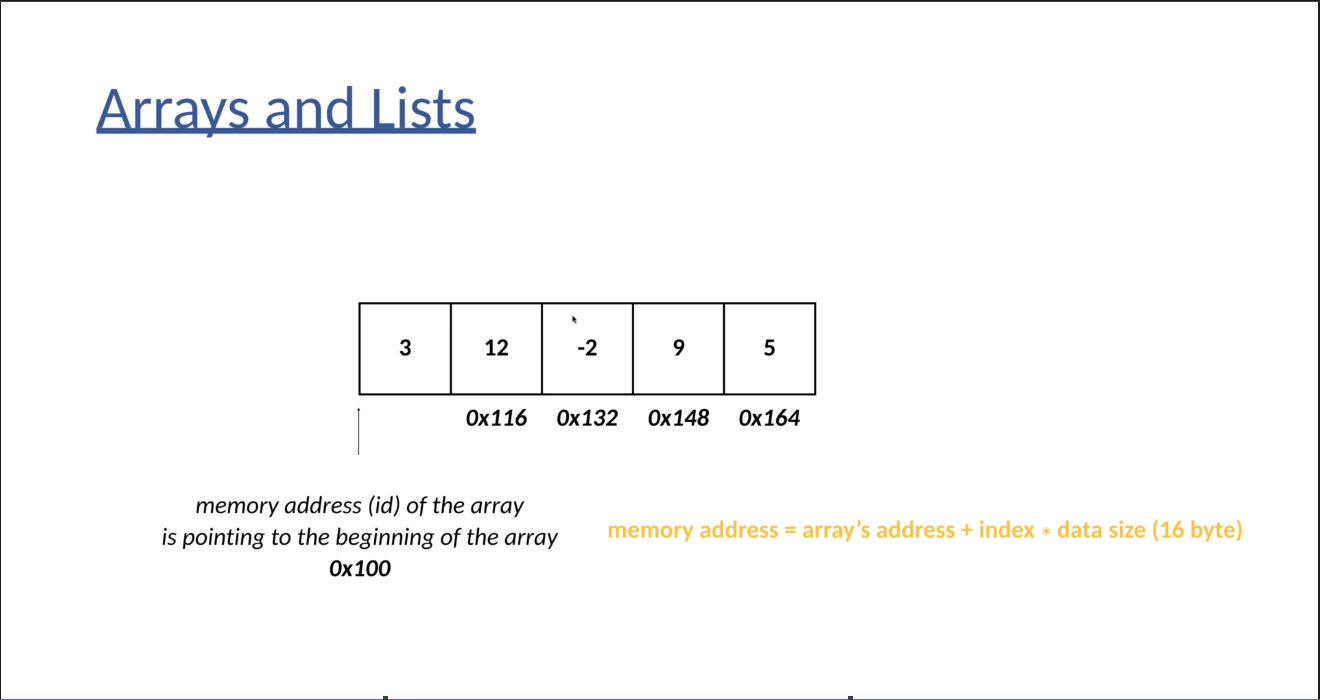 Arrays and Lists
3 12 -2 9 5
0x116 0x132 0x148 0x164
memory address (id) of the array
is pointing to the beginning of the array
0x100
memory address = array’s address + index * data size (16 byte)